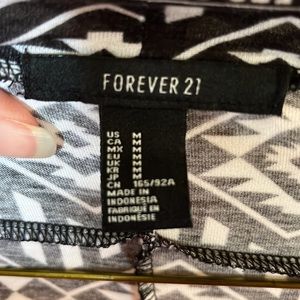 FOREVER 21
US M
CA M
MX M
EU M
UK M
KR M
JP M
CN 165/92A
MADE IN
INDONESIA
FABRIQUÉ EN
INDONÉSIE